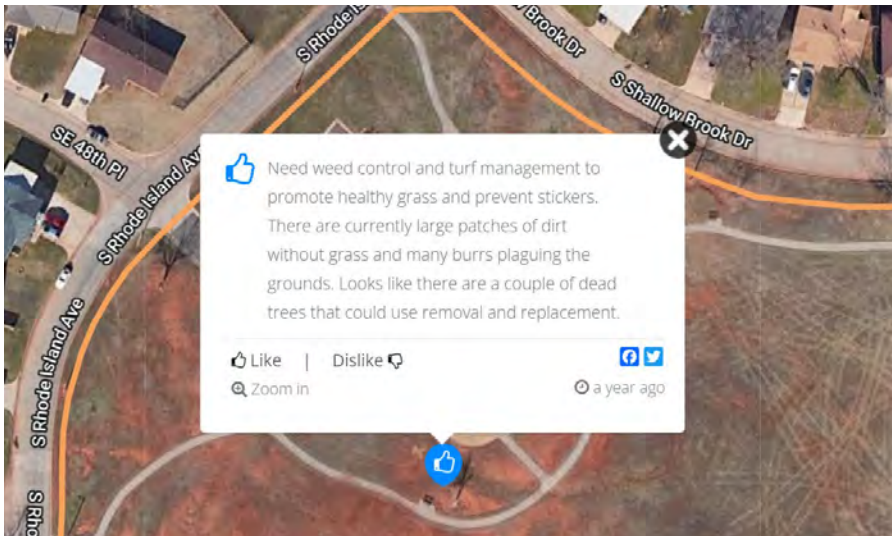 S Rhode Is
Brook Dr
S Shallow Brook Dr
SE 48th Pl
S Rhode Island Av
Need weed control and turf management to
promote healthy grass and prevent stickers.
There are currently large patches of dirt
without grass and many burrs plaguing the
grounds. Looks like there are a couple of dead
trees that could use removal and replacement.
Like | Dislike
Zoom in
a year ago
S Rhode Island Ave
S Rho